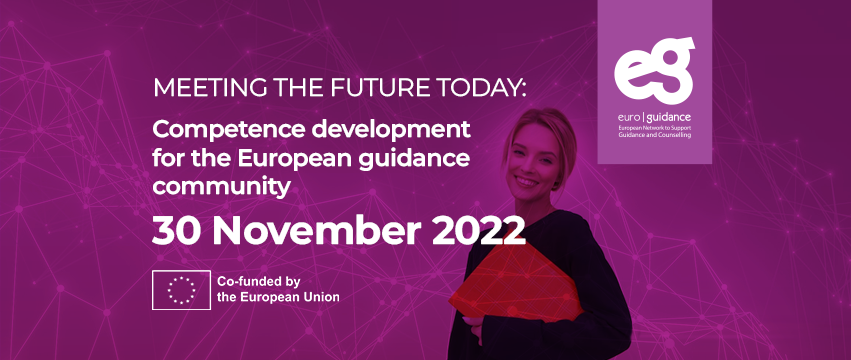 MEETING THE FUTURE TODAY:
Competence development
for the European guidance
community
30 November 2022
Co-funded by
the European Union
eg
euro | guidance
European Network to Support
Guidance and Counselling